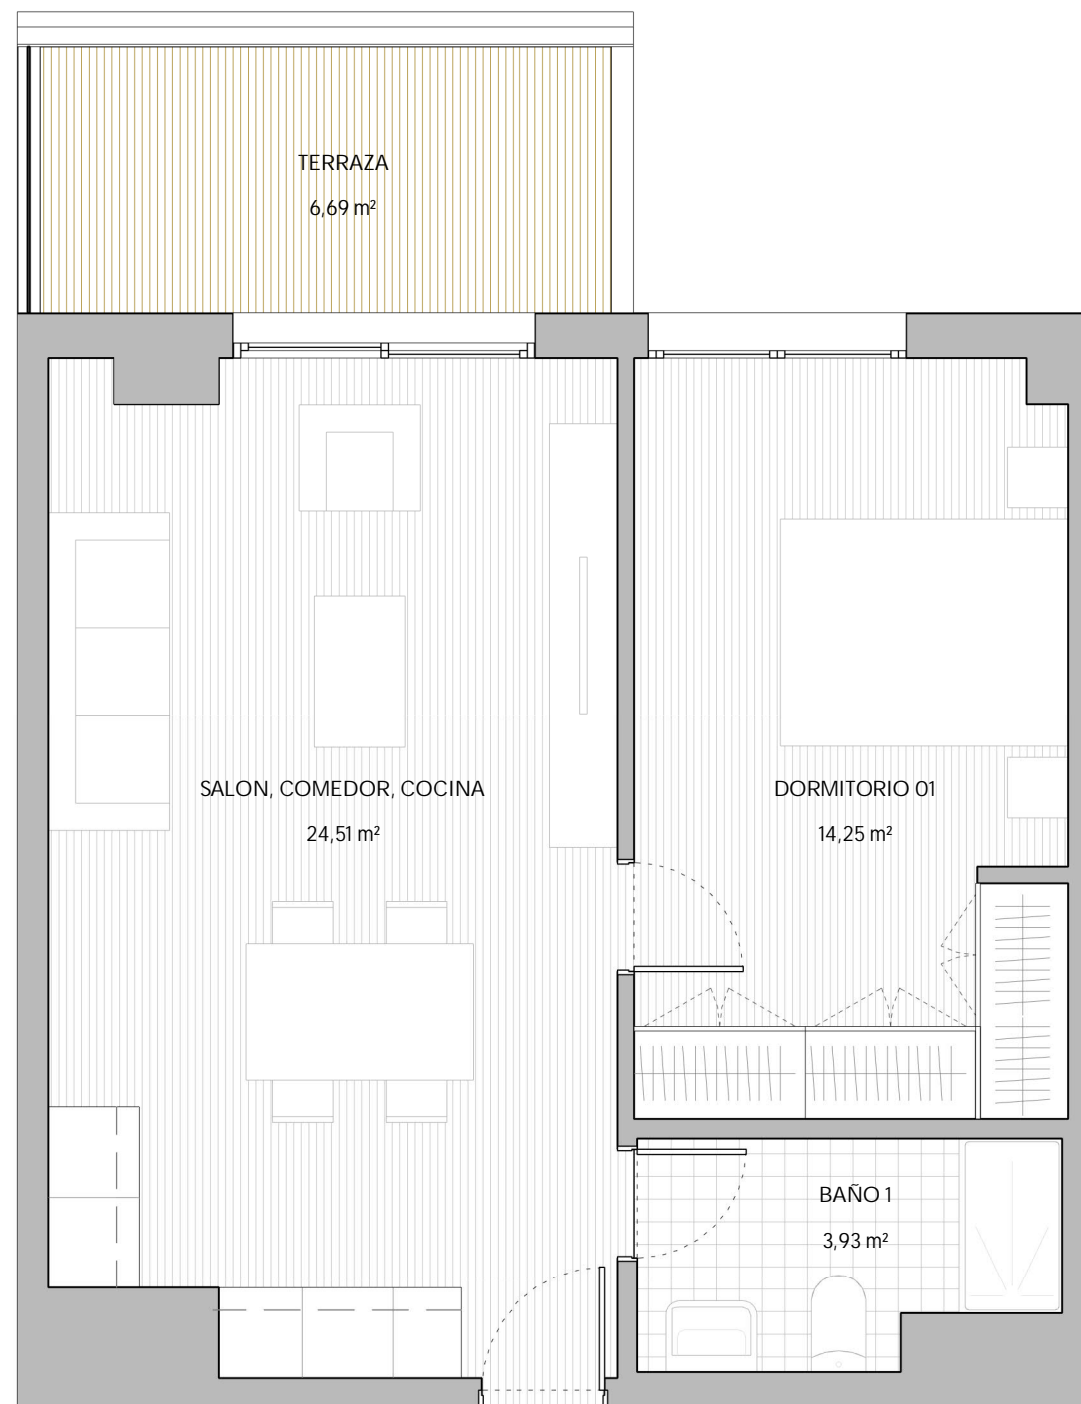 TERRAZA
6,69 m²
SALON, COMEDOR, COCINA
24,51 m²
DORMITORIO 01
14,25 m²
BAÑO 1
3,93 m²